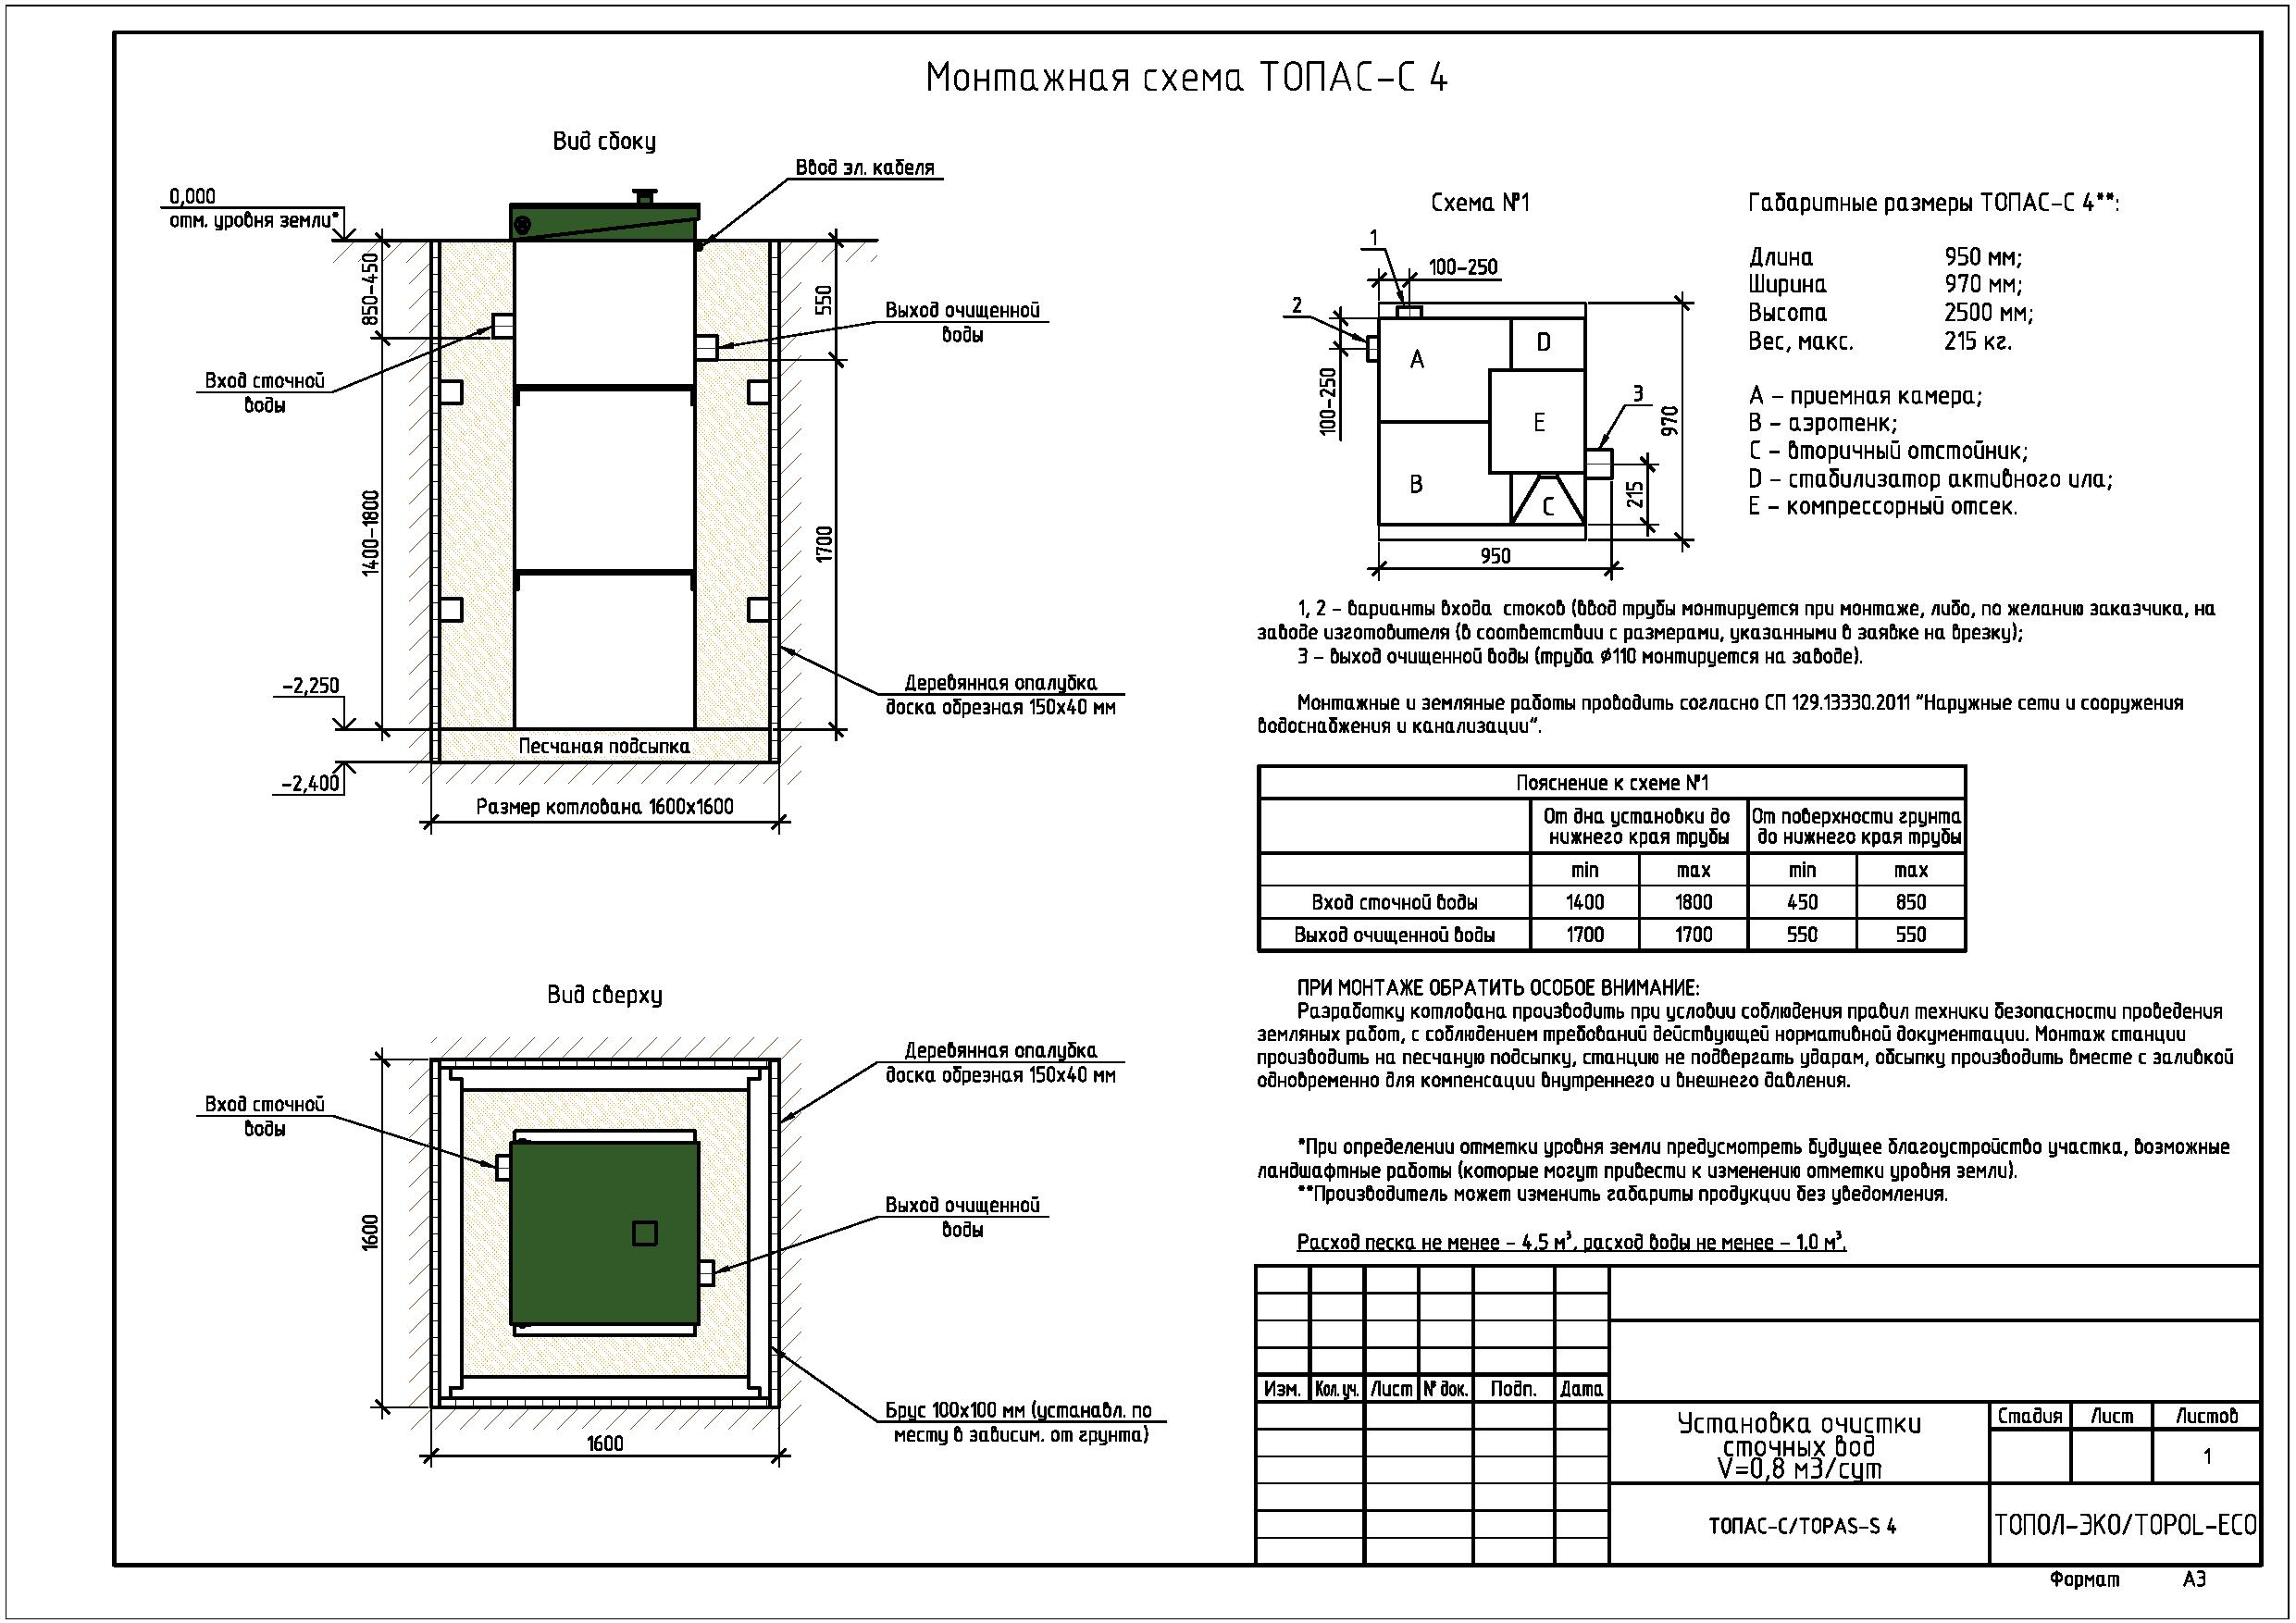 Монтажная схема ТОПАС-С 4
Вид сбоку
Ввод эл. кабеля
0,000
отм. уровня земли*
850-450
550
Выход очищенной
воды
Вход сточной
воды
1400-1800
1700
-2,250
Деревянная опалубка
доска обрезная 150х40 мм
Песчаная подсыпка
-2,400
Размер котлована 1600х1600
Вид сверху
Деревянная опалубка
доска обрезная 150х40 мм
Вход сточной
воды
Выход очищенной
воды
1600
Брус 100х100 мм (устанавл. по
месту в зависим. от грунта)
1600
Схема №1
1
100-250
2
A
D
100-250
3
E
970
B
215
C
950
Габаритные размеры ТОПАС-С 4**:
Длина 950 мм;
Ширина 970 мм;
Высота 2500 мм;
Вес, макс. 215 кг.
A - приемная камера;
B - аэротенк;
C - вторичный отстойник;
D - стабилизатор активного ила;
E - компрессорный отсек.
1, 2 - варианты входа стоков (ввод трубы монтируется при монтаже, либо, по желанию заказчика, на
заводе изготовителя (в соответствии с размерами, указанными в заявке на врезку);
3 - выход очищенной воды (труба ϕ110 монтируется на заводе).
Монтажные и земляные работы проводить согласно СП 129.13330.2011 "Наружные сети и сооружения
водоснабжения и канализации".
Пояснение к схеме №1
От дна установки до От поверхности грунта
нижнего края трубы до нижнего края трубы
min max min max
Вход сточной воды 1400 1800 450 850
Выход очищенной воды 1700 1700 550 550
ПРИ МОНТАЖЕ ОБРАТИТЬ ОСОБОЕ ВНИМАНИЕ:
Разработку котлована производить при условии соблюдения правил техники безопасности проведения
земляных работ, с соблюдением требований действующей нормативной документации. Монтаж станции
производить на песчаную подсыпку, станцию не подвергать ударам, обсыпку производить вместе с заливкой
одновременно для компенсации внутреннего и внешнего давления.
*При определении отметки уровня земли предусмотреть будущее благоустройство участка, возможные
ландшафтные работы (которые могут привести к изменению отметки уровня земли).
**Производитель может изменить габариты продукции без уведомления.
Расход песка не менее - 4,5 м³, расход воды не менее - 1,0 м³.
Изм. Кол. уч. Лист № док. Подп. Дата
Установка очистки
сточных вод
V=0,8 м3/сут
Стадия Лист Листов
1
ТОПАС-С/TOPAS-S 4
ТОПОЛ-ЭКО/TOPOL-ECO
Формат А3